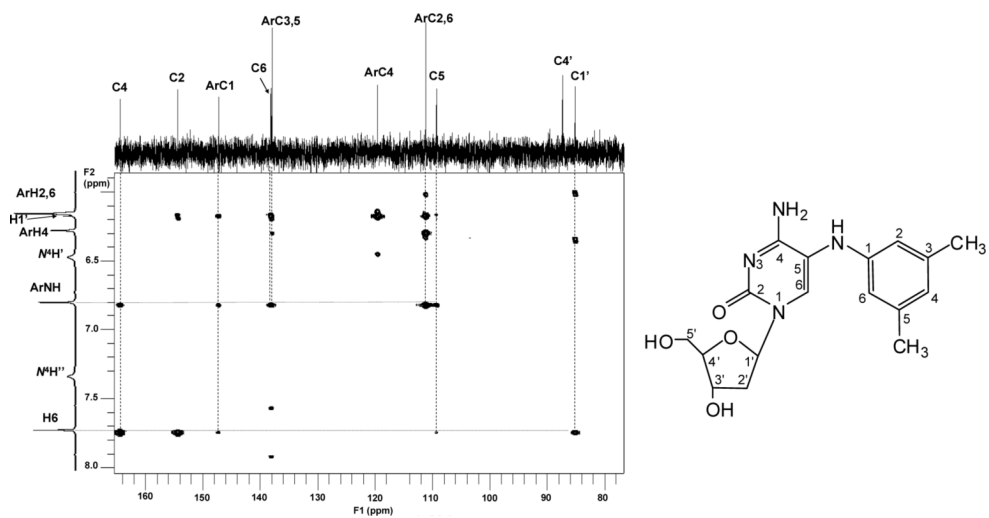 ArC3,5
ArC2,6
C6
ArC4
C4'
C4
C2
ArC1
C5
C1'
F2
(ppm)
ArH2,6
H1'
ArH4
N⁴H'
6.5
ArNH
7.0
N⁴H''
7.5
H6
8.0
160 150 140 130 120 110 100 90 80
F1 (ppm)
NH₂
H
N
2
CH₃
N3
4
1
3
5
2
1
6
6
4
O
N
5
5'
HO
O
CH₃
4'
1'
3'
2'
OH